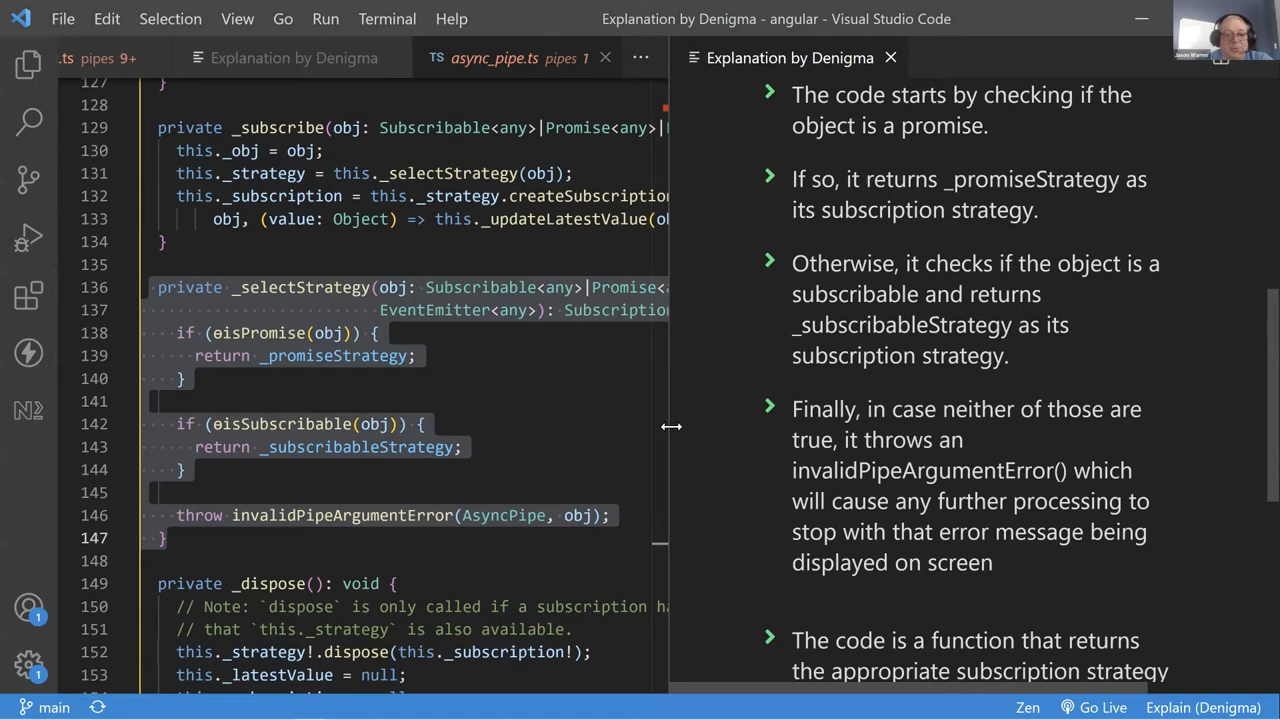 File Edit Selection View Go Run Terminal Help Explanation by Denigma - angular - Visual Studio Code
Jason Warner
.ts pipes 9+ Explanation by Denigma TS async_pipe.ts pipes 1 Explanation by Denigma
127 }
128
129 private _subscribe(obj: Subscribable<any>|Promise<any>|
130 this._obj = obj;
131 this._strategy = this._selectStrategy(obj);
132 this._subscription = this._strategy.createSubscription
133 obj, (value: Object) => this._updateLatestValue(o
134 }
135
136 private _selectStrategy(obj: Subscribable<any>|Promise<a
137 EventEmitter<any>): Subscription
138 if (ɵisPromise(obj)) {
139 return _promiseStrategy;
140 }
141
142 if (ɵisSubscribable(obj)) {
143 return _subscribableStrategy;
144 }
145
146 throw invalidPipeArgumentError(AsyncPipe, obj);
147 }
148
149 private _dispose(): void {
150 // Note: `dispose` is only called if a subscription ha
151 // that `this._strategy` is also available.
152 this._strategy!.dispose(this._subscription!);
153 this._latestValue = null;
The code starts by checking if the
object is a promise.
If so, it returns _promiseStrategy as
its subscription strategy.
Otherwise, it checks if the object is a
subscribable and returns
_subscribableStrategy as its
subscription strategy.
Finally, in case neither of those are
true, it throws an
invalidPipeArgumentError() which
will cause any further processing to
stop with that error message being
displayed on screen
The code is a function that returns
the appropriate subscription strategy
1
1
main Zen Go Live Explain (Denigma)